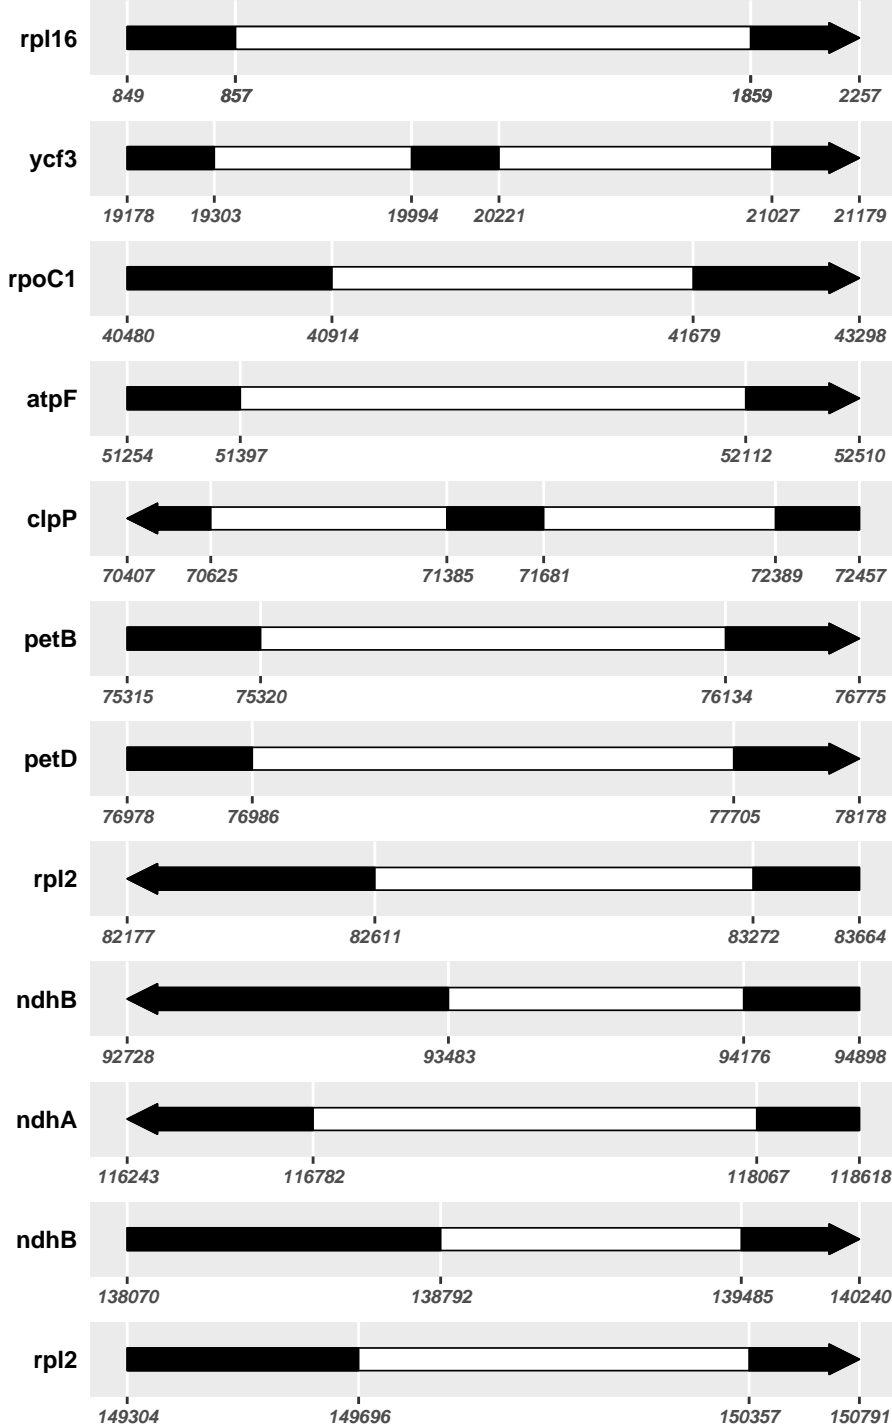 rpl16
849 857 1859 2257
ycf3
19178 19303 19994 20221 21027 21179
rpoC1
40480 40914 41679 43298
atpF
51254 51397 52112 52510
clpP
70407 70625 71385 71681 72389 72457
petB
75315 75320 76134 76775
petD
76978 76986 77705 78178
rpl2
82177 82611 83272 83664
ndhB
92728 93483 94176 94898
ndhA
116243 116782 118067 118618
ndhB
138070 138792 139485 140240
rpl2
149304 149696 150357 150791